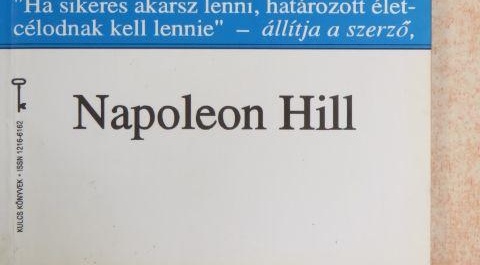 "Ha sikeres akarsz lenni, határozott élet-
célodnak kell lennie" – állítja a szerző,
Napoleon Hill
KULCS KÖNYVEK • ISSN 1216-6162